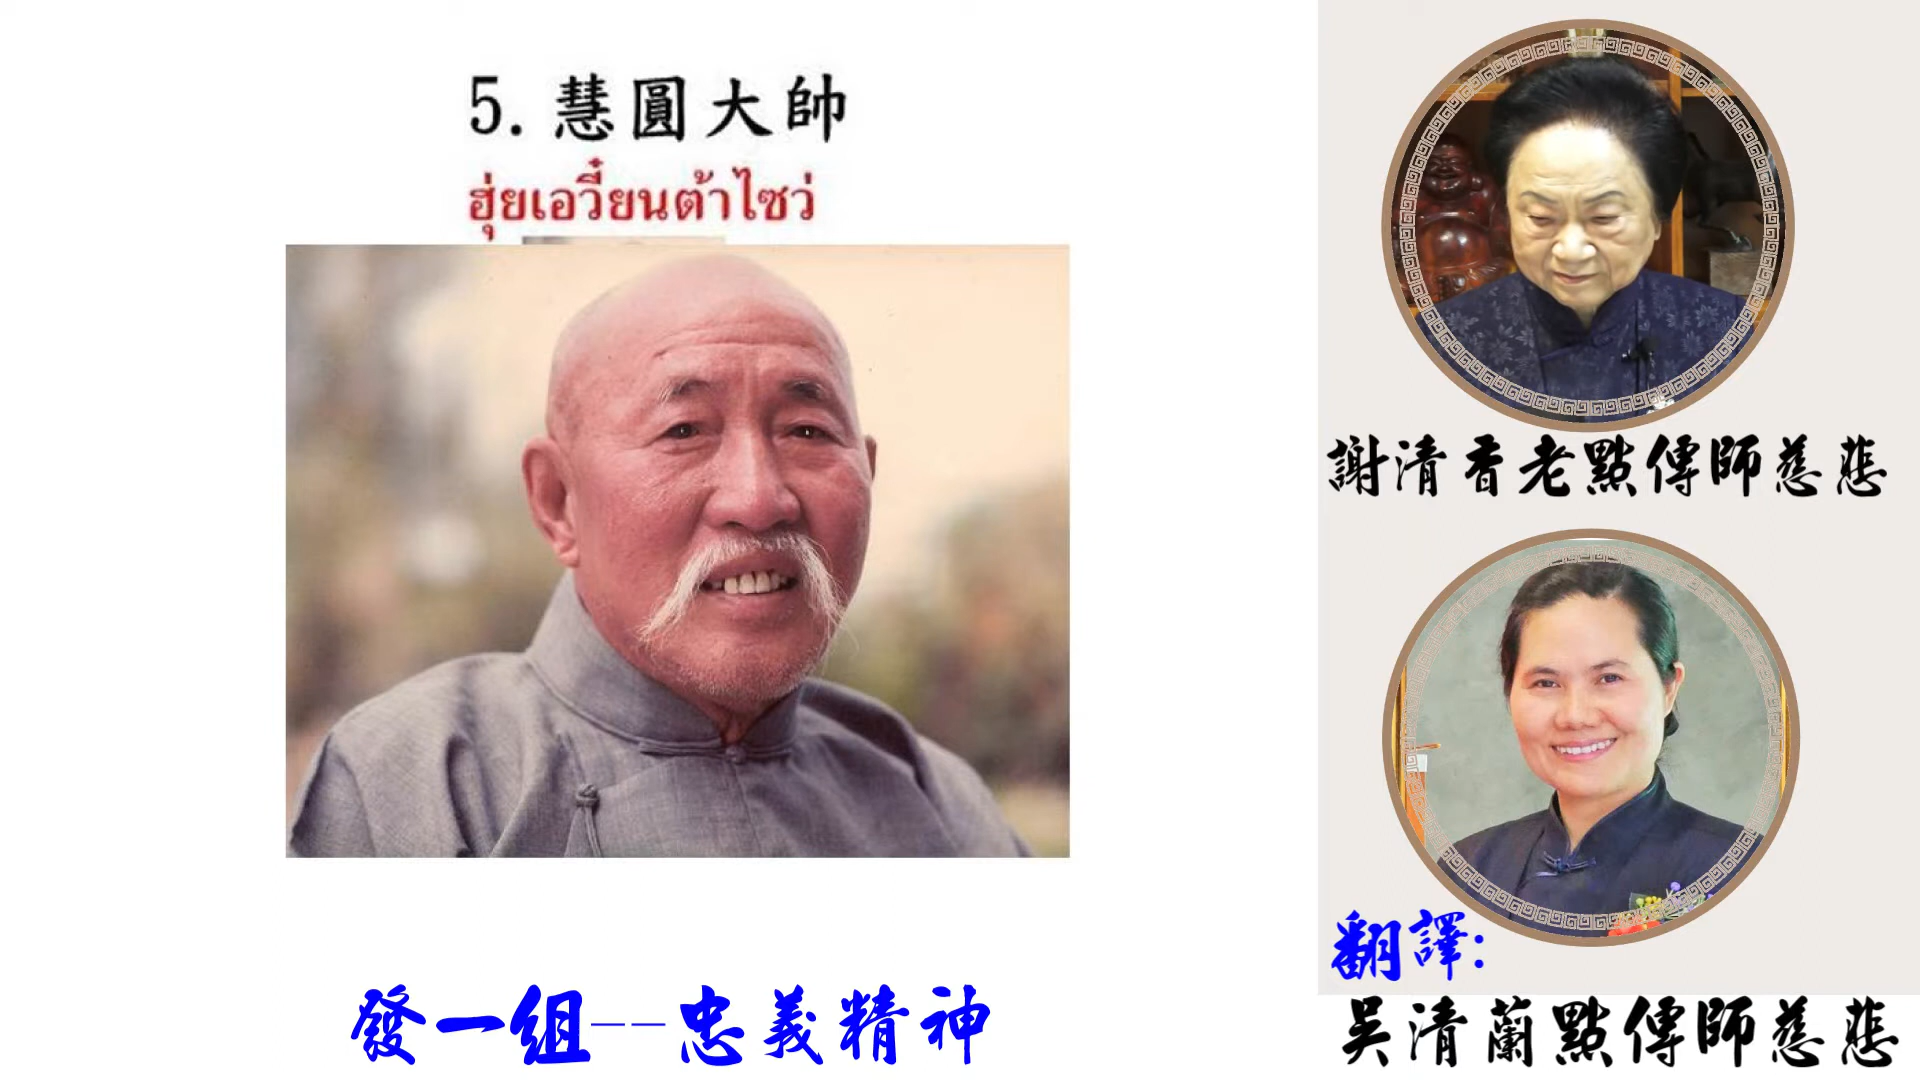 5. 慧圓大帥
ฮุ่ยเอวี๋ยนต้าไซว่
發一組--忠義精神
謝清香老點傳師慈悲
翻譯:
吳清蘭點傳師慈悲